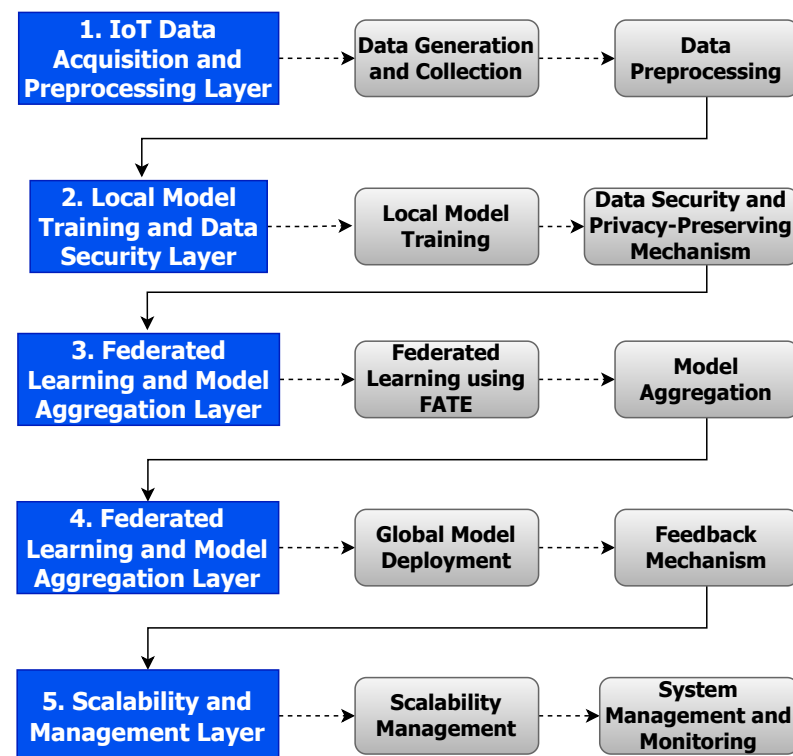 1. IoT Data
Acquisition and
Preprocessing Layer
Data Generation
and Collection
Data
Preprocessing
2. Local Model
Training and Data
Security Layer
Local Model
Training
Data Security and
Privacy-Preserving
Mechanism
3. Federated
Learning and Model
Aggregation Layer
Federated
Learning using
FATE
Model
Aggregation
4. Federated
Learning and Model
Aggregation Layer
Global Model
Deployment
Feedback
Mechanism
5. Scalability and
Management Layer
Scalability
Management
System
Management and
Monitoring